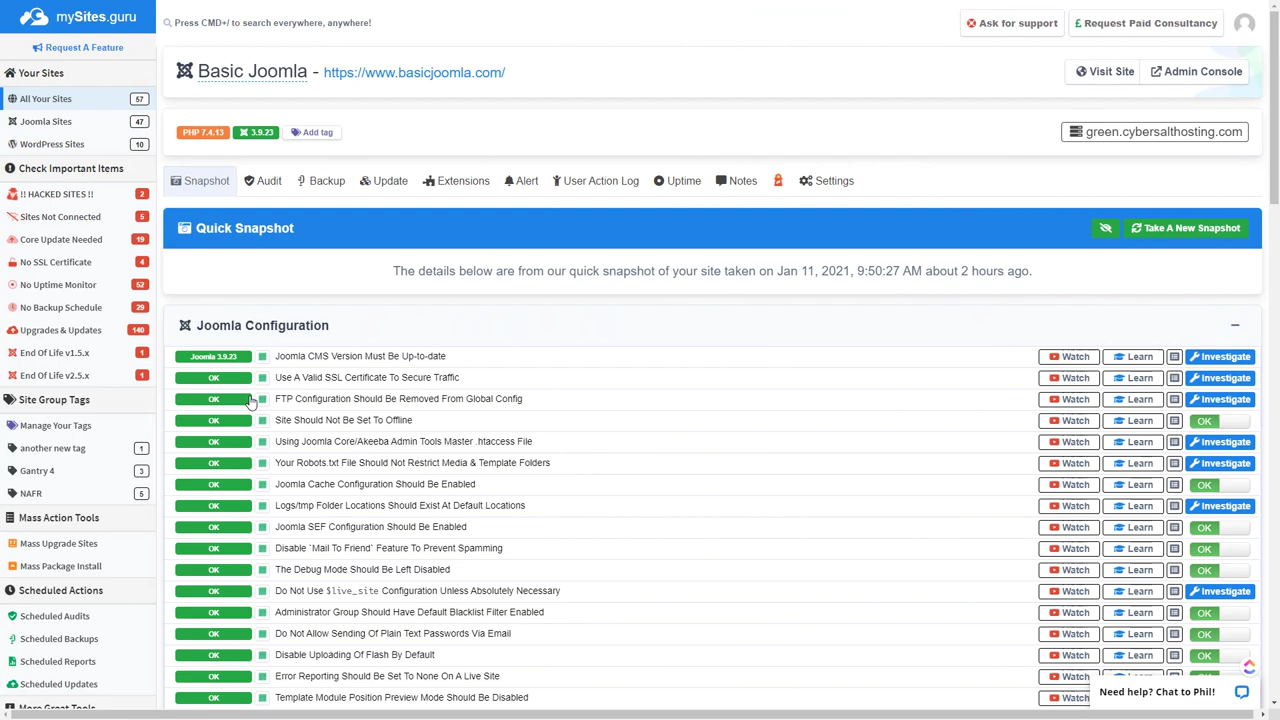 mySites.guru
Press CMD+/ to search everywhere, anywhere!
Ask for support
£ Request Paid Consultancy
Request A Feature
Your Sites
All Your Sites 57
Joomla Sites 47
WordPress Sites 10
Check Important Items
!! HACKED SITES !! 2
Sites Not Connected 5
Core Update Needed 19
No SSL Certificate 4
No Uptime Monitor 52
No Backup Schedule 29
Upgrades & Updates 140
End Of Life v1.5.x 1
End Of Life v2.5.x 1
Site Group Tags
Manage Your Tags
another new tag 1
Gantry 4 3
NAFR 5
Mass Action Tools
Mass Upgrade Sites
Mass Package Install
Scheduled Actions
Scheduled Audits
Scheduled Backups
Scheduled Reports
Scheduled Updates
More Great Tools
Basic Joomla - https://www.basicjoomla.com/
Visit Site
Admin Console
PHP 7.4.13
3.9.23
Add tag
green.cybersalthosting.com
Snapshot Audit Backup Update Extensions Alert User Action Log Uptime Notes Settings
Quick Snapshot
Take A New Snapshot
The details below are from our quick snapshot of your site taken on Jan 11, 2021, 9:50:27 AM about 2 hours ago.
Joomla Configuration
Joomla 3.9.23 Joomla CMS Version Must Be Up-to-date Watch Learn Investigate
OK Use A Valid SSL Certificate To Secure Traffic Watch Learn Investigate
OK FTP Configuration Should Be Removed From Global Config Watch Learn Investigate
OK Site Should Not Be Set To Offline Watch Learn OK
OK Using Joomla Core/Akeeba Admin Tools Master .htaccess File Watch Learn Investigate
OK Your Robots.txt File Should Not Restrict Media & Template Folders Watch Learn Investigate
OK Joomla Cache Configuration Should Be Enabled Watch Learn OK
OK Logs/tmp Folder Locations Should Exist At Default Locations! Watch Learn Investigate
OK Joomla SEF Configuration Should Be Enabled Watch Learn OK
OK Disable `Mail To Friend` Feature To Prevent Spamming Watch Learn OK
OK The Debug Mode Should Be Left Disabled Watch Learn OK
OK Do Not Use $live_site Configuration Unless Absolutely Necessary Watch Learn Investigate
OK Administrator Group Should Have Default Blacklist Filter Enabled Watch Learn OK
OK Do Not Allow Sending Of Plain Text Passwords Via Email Watch Learn OK
OK Disable Uploading Of Flash By Default Watch Learn OK
OK Error Reporting Should Be Set To None On A Live Site Watch Learn
OK Template Module Position Preview Mode Should Be Disabled Watch
Need help? Chat to Phil!